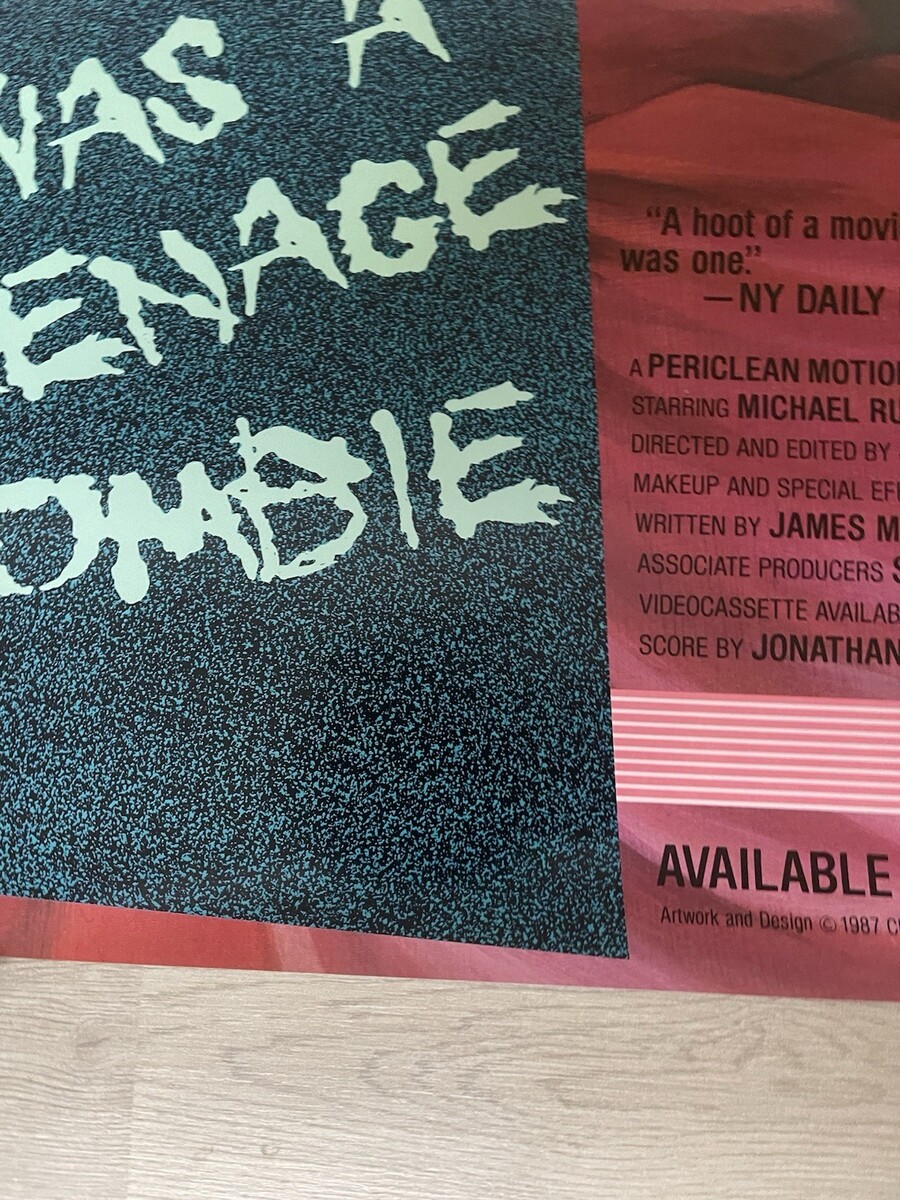 WAS A
ENAGE
OMBIE
“A hoot of a movi
was one.”
—NY DAILY
A PERICLEAN MOTIO
STARRING MICHAEL RU
DIRECTED AND EDITED BY
MAKEUP AND SPECIAL EFF
WRITTEN BY JAMES M
ASSOCIATE PRODUCERS S
VIDEOCASSETTE AVAILAB
SCORE BY JONATHAN
AVAILABLE
Artwork and Design © 1987 C